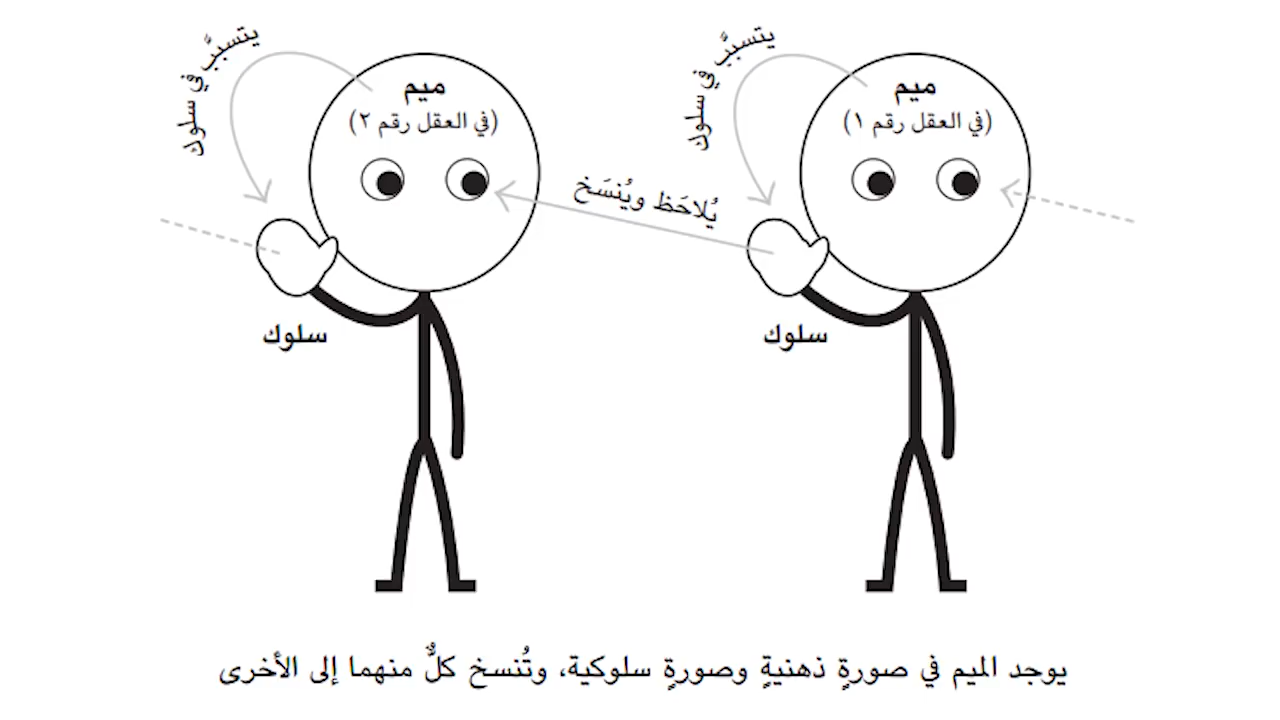 يتسبَّب في سلوك
ميم
(في العقل رقم ١)
سلوك
يُلاحَظ ويُنسَخ
يتسبَّب في سلوك
ميم
(في العقل رقم ٢)
سلوك
يوجد الميم في صورةٍ ذهنيةٍ وصورةٍ سلوكية، وتُنسخ كلٌّ منهما إلى الأخرى